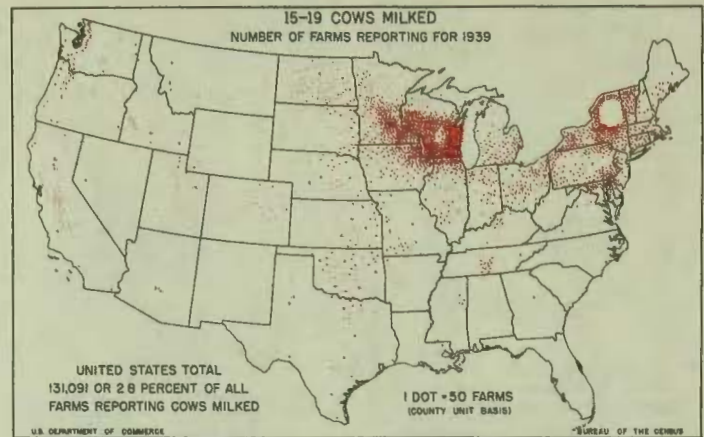 15-19 COWS MILKED
NUMBER OF FARMS REPORTING FOR 1939
UNITED STATES TOTAL
131,091 OR 2.8 PERCENT OF ALL
FARMS REPORTING COWS MILKED
1 DOT = 50 FARMS
(COUNTY UNIT BASIS)
U.S. DEPARTMENT OF COMMERCE
BUREAU OF THE CENSUS